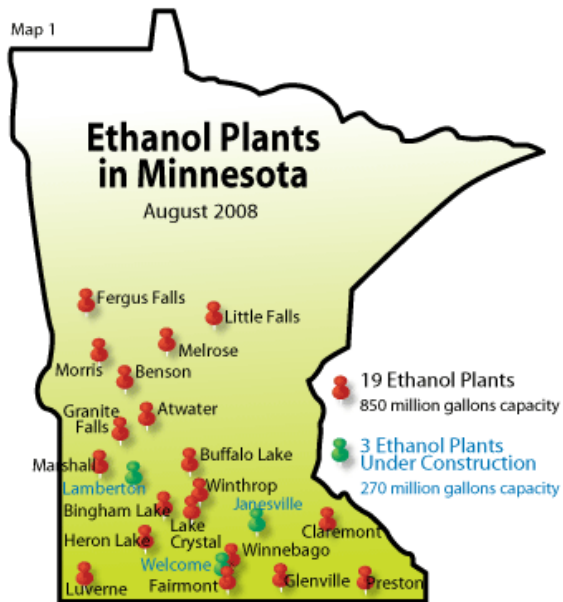 Map 1
Ethanol Plants
in Minnesota
August 2008
Fergus Falls
Little Falls
Melrose
Morris
Benson
Granite
Falls
Atwater
Marshall
Lamberton
Buffalo Lake
Winthrop
Bingham Lake
Janesville
Lake
Crystal
Claremont
Heron Lake
Winnebago
Welcome
Luverne
Fairmont
Glenville
Preston
19 Ethanol Plants
850 million gallons capacity
3 Ethanol Plants
Under Construction
270 million gallons capacity